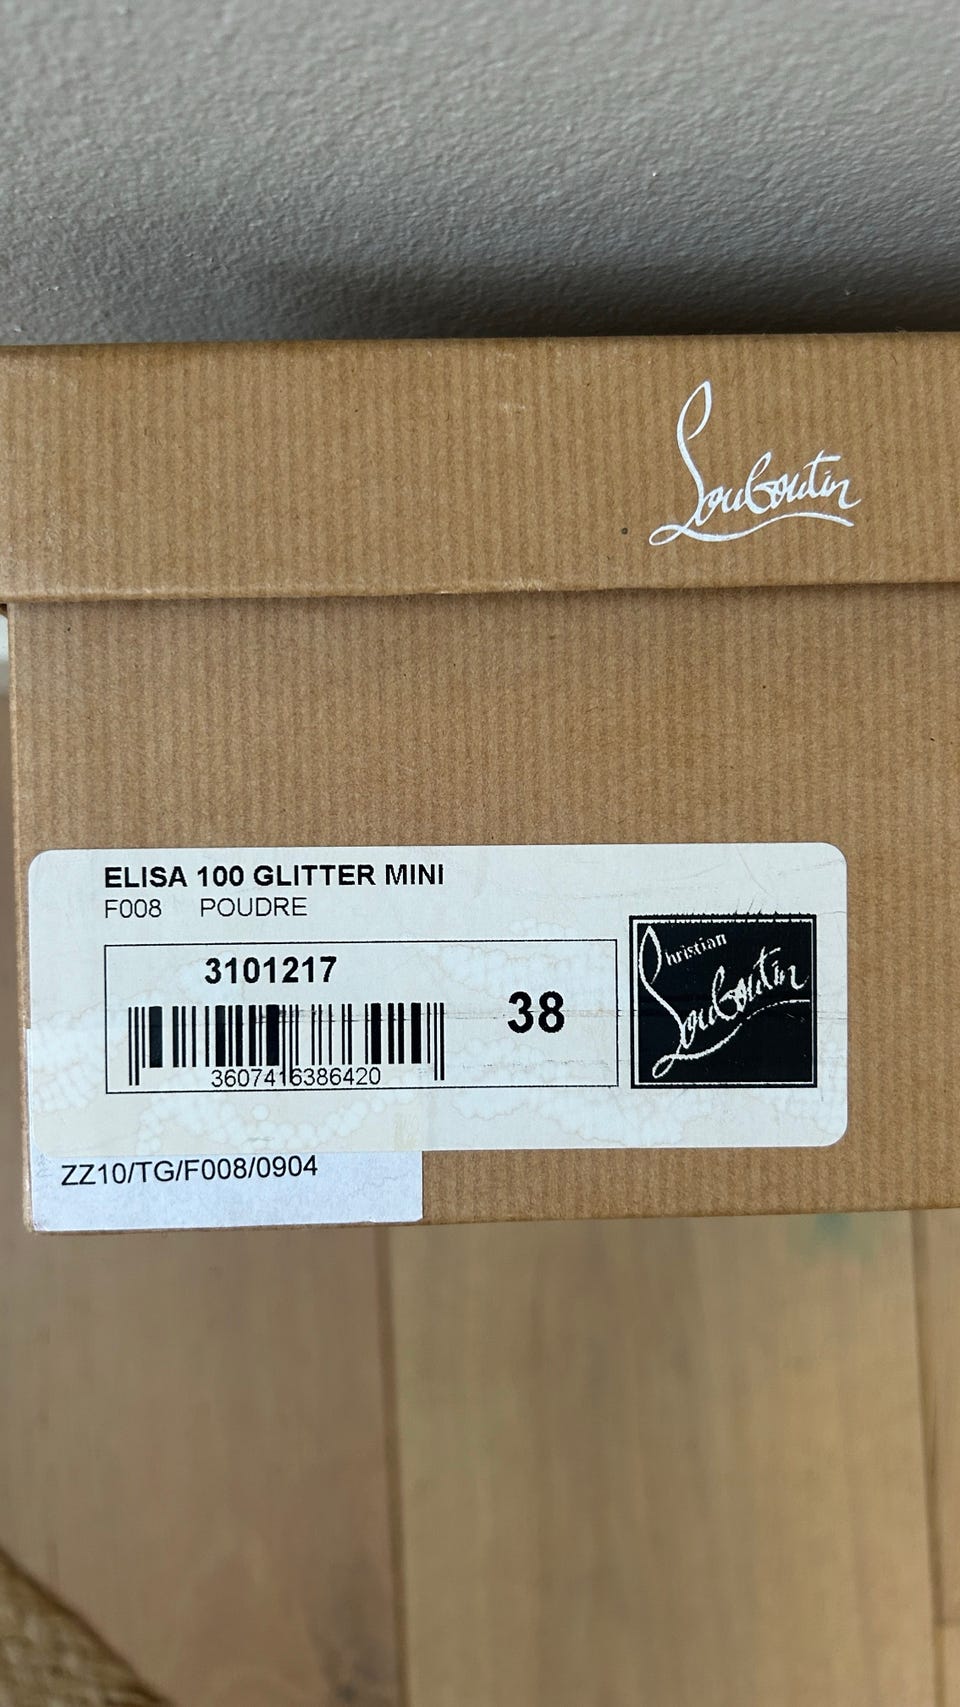 Louboutin
ELISA 100 GLITTER MINI
F008 POUDRE
3101217
38
3607416386420
Christian
Louboutin
ZZ10/TG/F008/0904